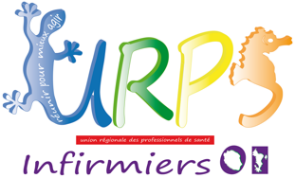 réunir pour mieux agir
URPS
union régionale des professionnels de santé
Infirmiers OI